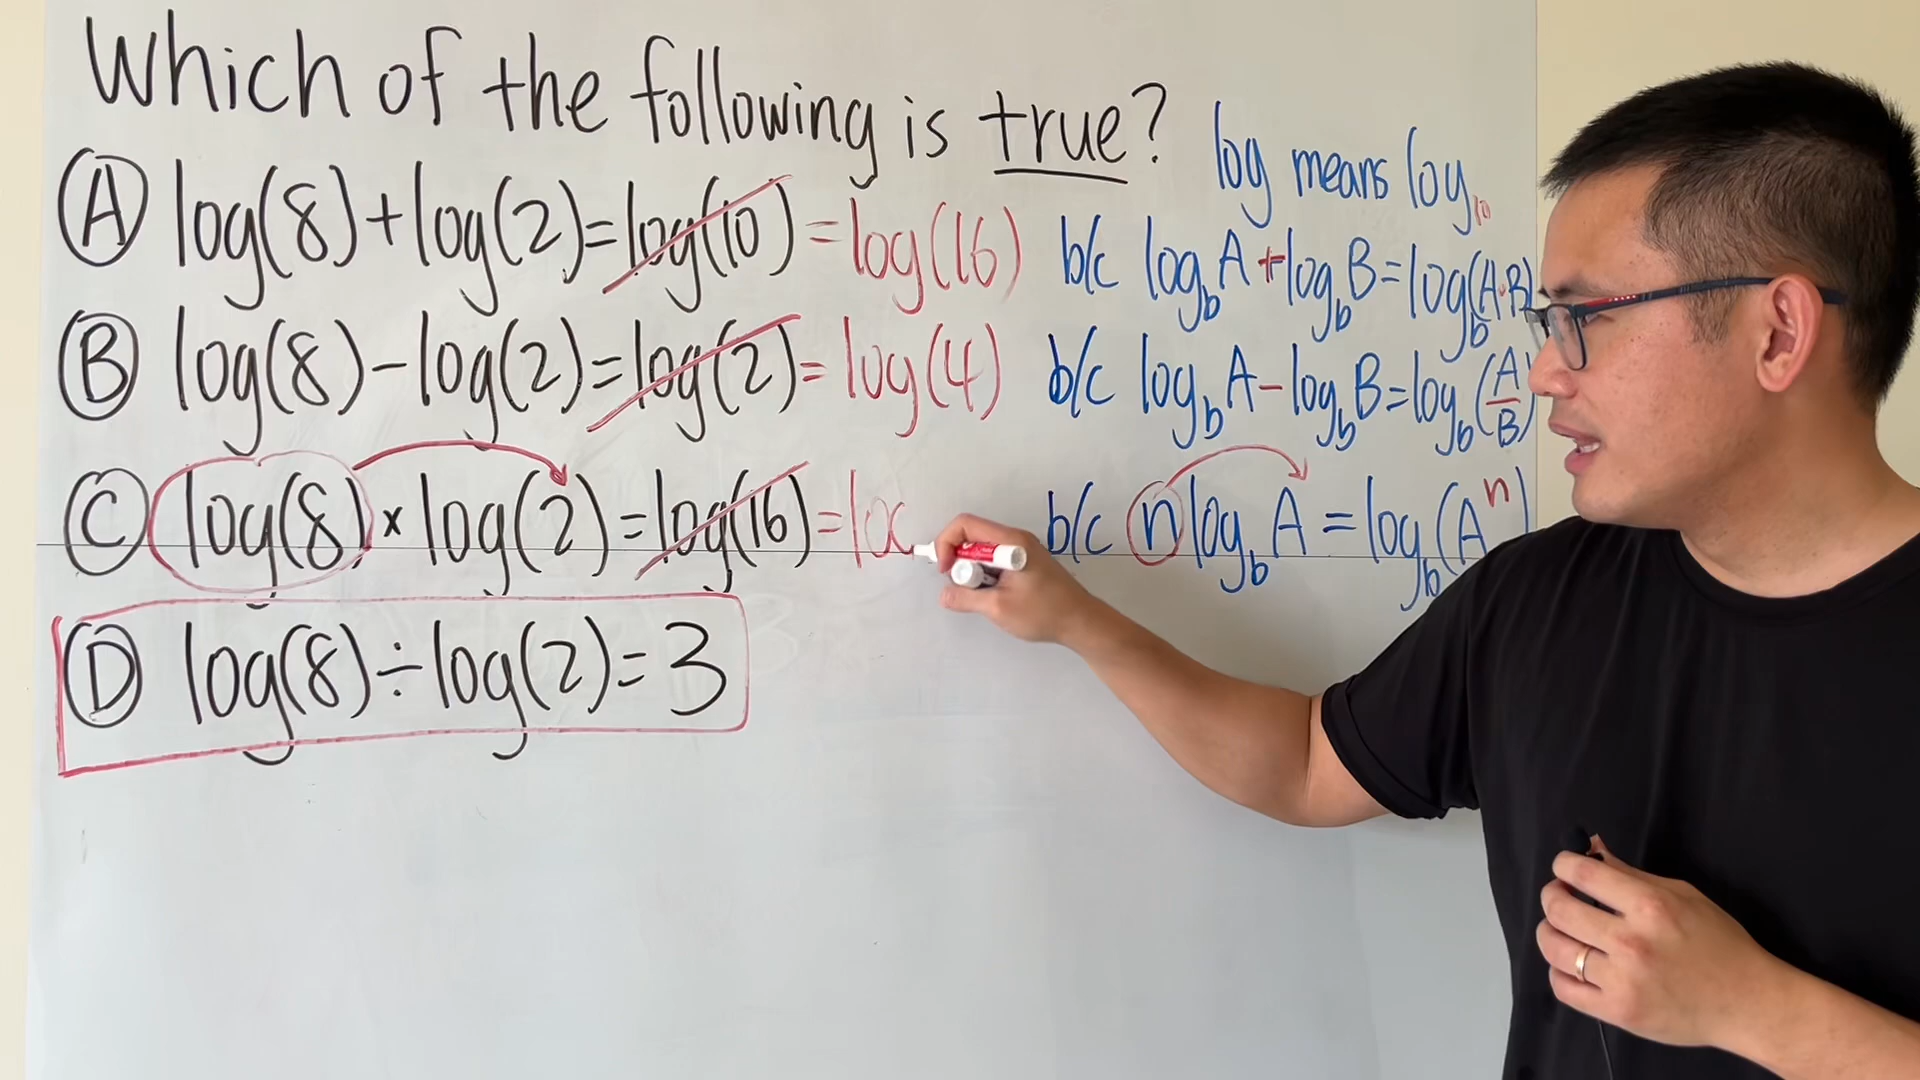 Which of the following is true?
log means log₁₀
Ⓐ log(8)+log(2)=log(10)=log(16) b/c log_b A+log_b B=log_b(A·B)
Ⓑ log(8)-log(2)=log(2)=log(4) b/c log_b A-log_b B=log_b(A/B)
Ⓒ log(8)×log(2)=log(16)=log b/c n log_b A=log_b(Aⁿ)
Ⓓ log(8)÷log(2)=3